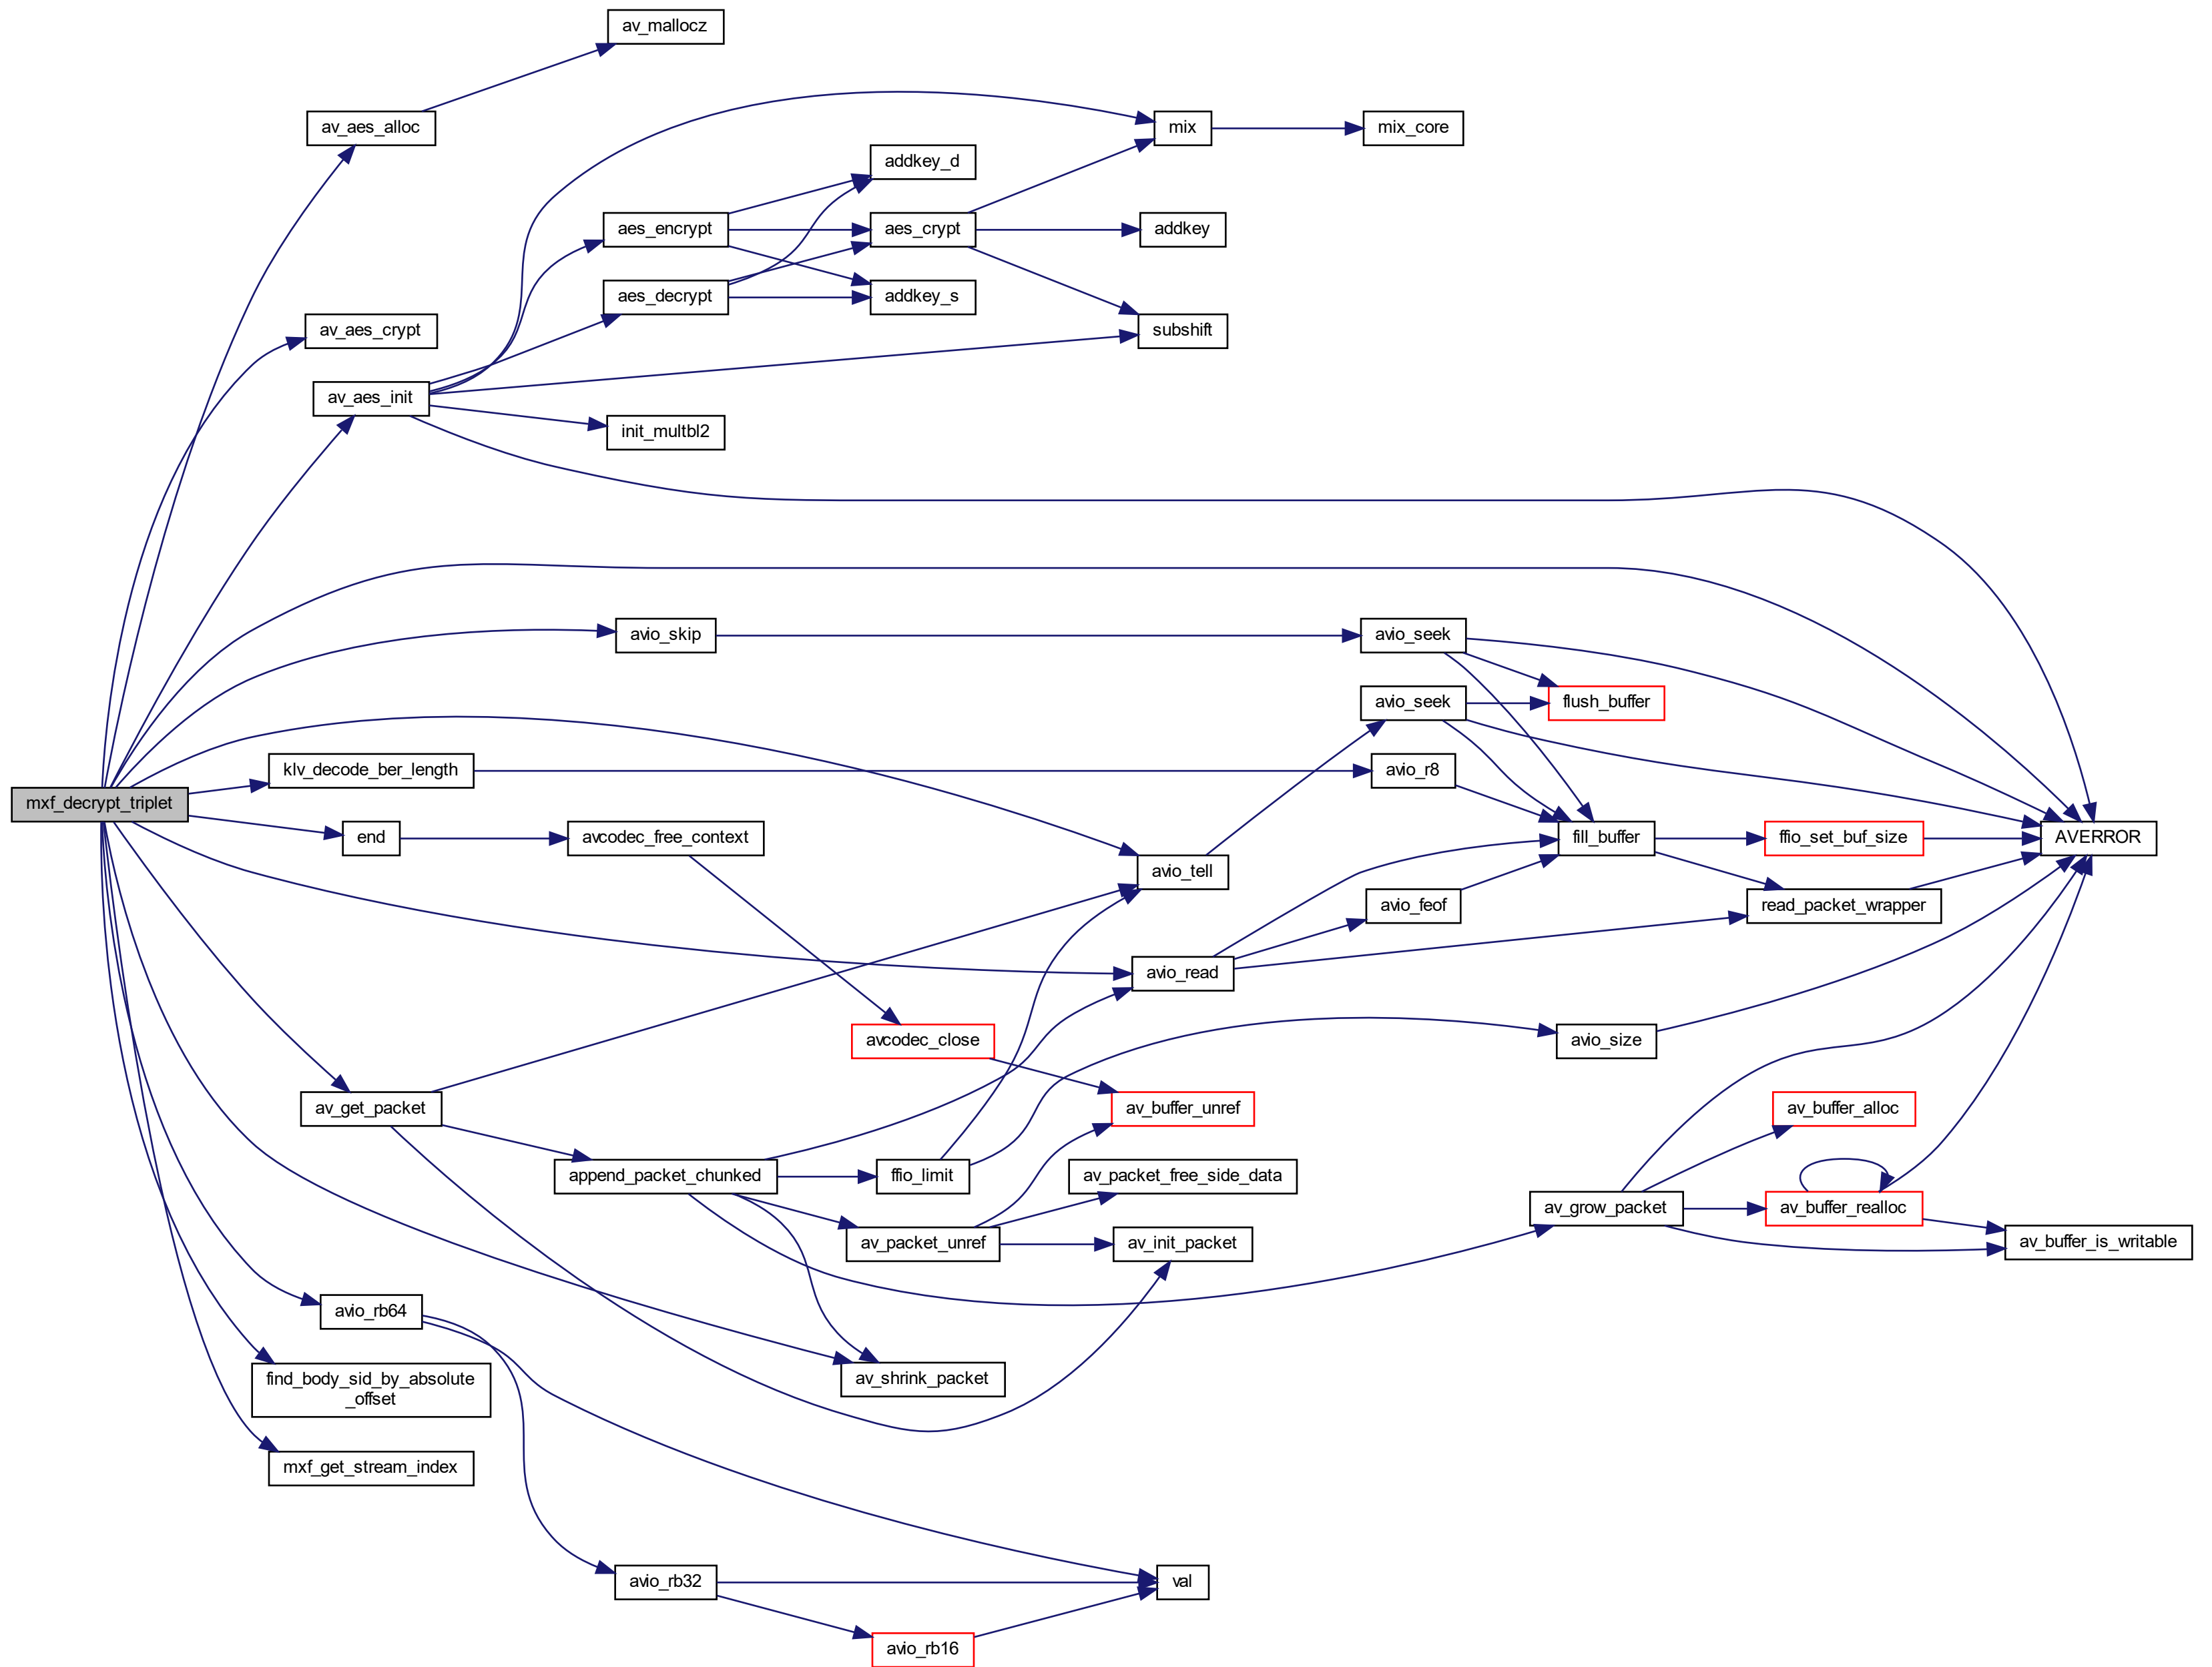 av_mallocz
av_aes_alloc
mix
mix_core
addkey_d
aes_encrypt
aes_crypt
addkey
aes_decrypt
addkey_s
av_aes_crypt
subshift
av_aes_init
init_multbl2
avio_skip
avio_seek
avio_seek
flush_buffer
klv_decode_ber_length
avio_r8
mxf_decrypt_triplet
end
avcodec_free_context
fill_buffer
ffio_set_buf_size
AVERROR
avio_tell
avio_feof
read_packet_wrapper
avio_read
avcodec_close
avio_size
av_get_packet
av_buffer_unref
av_buffer_alloc
append_packet_chunked
ffio_limit
av_packet_free_side_data
av_grow_packet
av_buffer_realloc
av_packet_unref
av_init_packet
av_buffer_is_writable
avio_rb64
find_body_sid_by_absolute
_offset
av_shrink_packet
mxf_get_stream_index
avio_rb32
val
avio_rb16